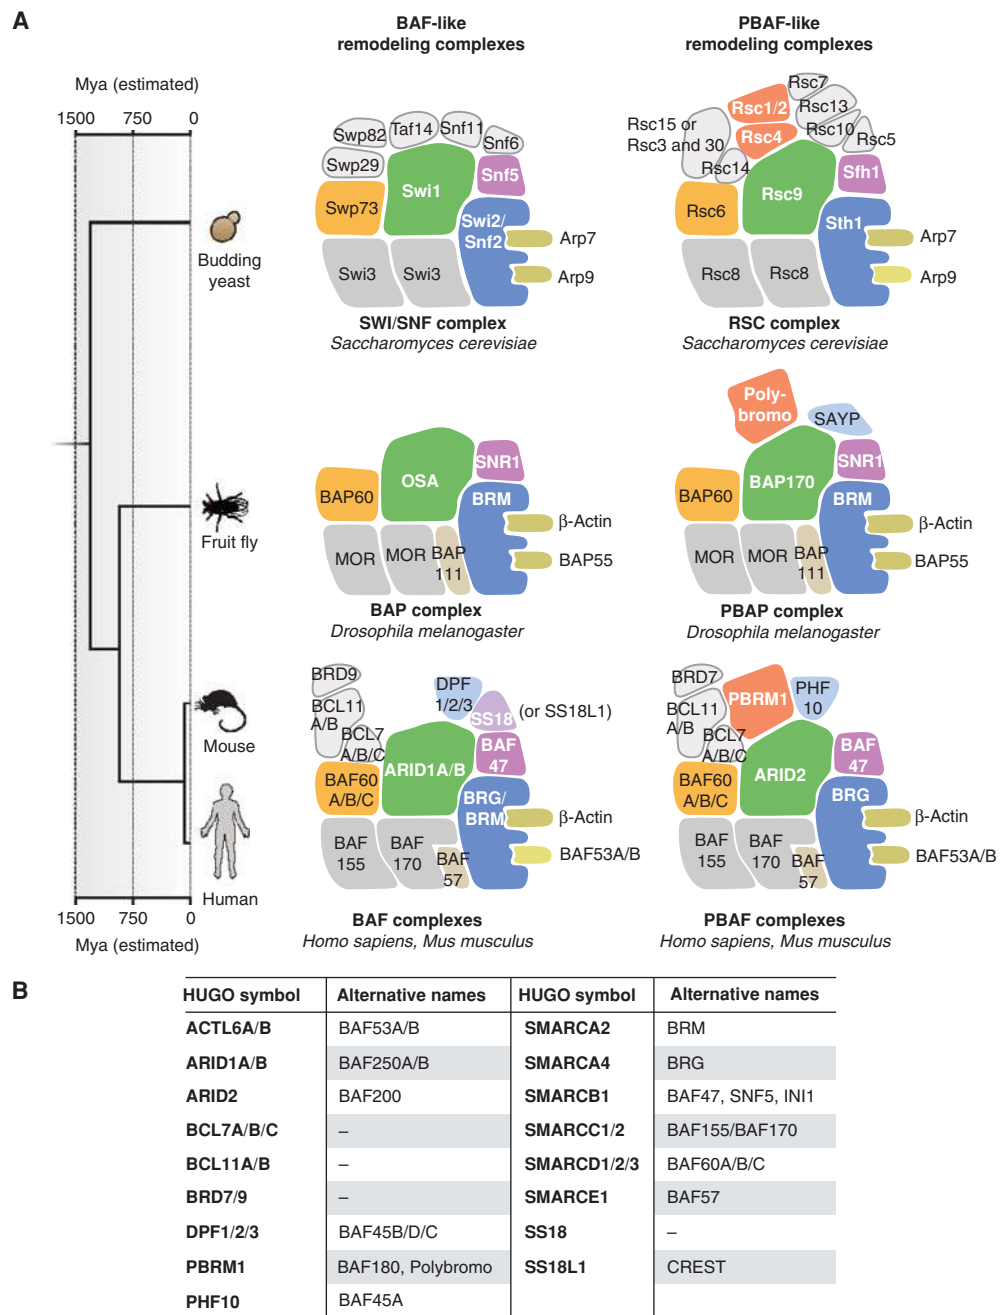 A
BAF-like
remodeling complexes
PBAF-like
remodeling complexes
Mya (estimated)
1500 750 0
Budding
yeast
Fruit fly
Mouse
Human
1500 750 0
Mya (estimated)
Swp82
Taf14
Snf11
Snf6
Swp29
Swi1
Snf5
Swp73
Swi2/
Snf2
Arp7
Swi3
Swi3
Arp9
SWI/SNF complex
Saccharomyces cerevisiae
Rsc7
Rsc1/2
Rsc13
Rsc15 or
Rsc3 and 30
Rsc4
Rsc10
Rsc5
Rsc14
Rsc9
Sfh1
Rsc6
Sth1
Arp7
Rsc8
Rsc8
Arp9
RSC complex
Saccharomyces cerevisiae
OSA
SNR1
BAP60
BRM
β-Actin
MOR
MOR
BAP
111
BAP55
BAP complex
Drosophila melanogaster
Poly-
bromo
SAYP
BAP170
SNR1
BAP60
BRM
β-Actin
MOR
MOR
BAP
111
BAP55
PBAP complex
Drosophila melanogaster
BRD9
BCL11
A/B
BCL7
A/B/C
DPF
1/2/3
SS18
(or SS18L1)
ARID1A/B
BAF
47
BAF60
A/B/C
BRG/
BRM
β-Actin
BAF
155
BAF
170
BAF
57
BAF53A/B
BAF complexes
Homo sapiens, Mus musculus
BRD7
BCL11
A/B
BCL7
A/B/C
PBRM1
PHF
10
ARID2
BAF
47
BAF60
A/B/C
BRG
β-Actin
BAF
155
BAF
170
BAF
57
BAF53A/B
PBAF complexes
Homo sapiens, Mus musculus
B
HUGO symbol Alternative names HUGO symbol Alternative names
ACTL6A/B BAF53A/B SMARCA2 BRM
ARID1A/B BAF250A/B SMARCA4 BRG
ARID2 BAF200 SMARCB1 BAF47, SNF5, INI1
BCL7A/B/C – SMARCC1/2 BAF155/BAF170
BCL11A/B – SMARCD1/2/3 BAF60A/B/C
BRD7/9 – SMARCE1 BAF57
DPF1/2/3 BAF45B/D/C SS18 –
PBRM1 BAF180, Polybromo SS18L1 CREST
PHF10 BAF45A